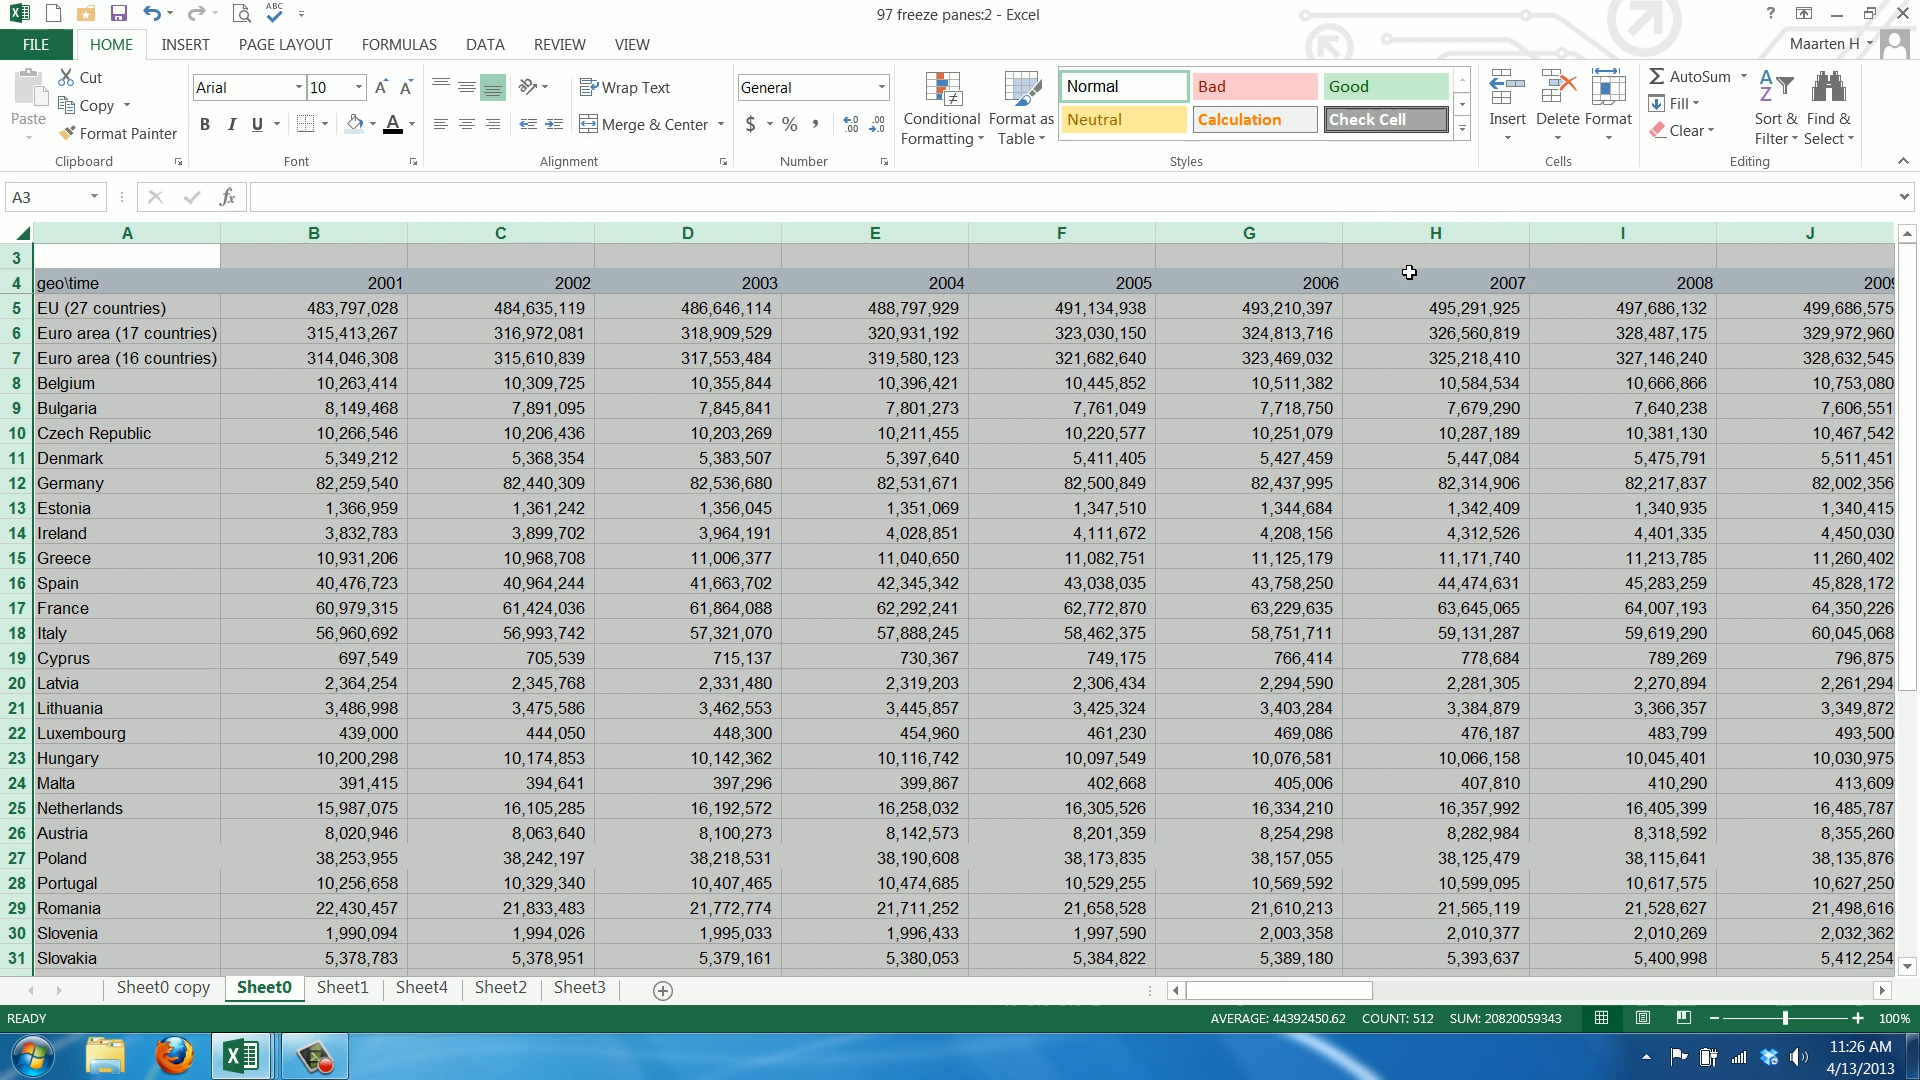 ABC
97 freeze panes:2 - Excel
?
FILE HOME INSERT PAGE LAYOUT FORMULAS DATA REVIEW VIEW
Maarten H
Paste
Cut
Copy
Format Painter
Clipboard
Arial 10
B I U
Font
Wrap Text
Merge & Center
Alignment
General
$ % ,
Number
Conditional Formatting
Format as Table
Normal Bad Good
Neutral Calculation Check Cell
Styles
Insert Delete Format
Cells
AutoSum
Fill
Clear
Sort & Filter
Find & Select
Editing
A3 fx
A B C D E F G H I J
3
4 geo\time 2001 2002 2003 2004 2005 2006 2007 2008 2009
5 EU (27 countries) 483,797,028 484,635,119 486,646,114 488,797,929 491,134,938 493,210,397 495,291,925 497,686,132 499,686,575
6 Euro area (17 countries) 315,413,267 316,972,081 318,909,529 320,931,192 323,030,150 324,813,716 326,560,819 328,487,175 329,972,960
7 Euro area (16 countries) 314,046,308 315,610,839 317,553,484 319,580,123 321,682,640 323,469,032 325,218,410 327,146,240 328,632,545
8 Belgium 10,263,414 10,309,725 10,355,844 10,396,421 10,445,852 10,511,382 10,584,534 10,666,866 10,753,080
9 Bulgaria 8,149,468 7,891,095 7,845,841 7,801,273 7,761,049 7,718,750 7,679,290 7,640,238 7,606,551
10 Czech Republic 10,266,546 10,206,436 10,203,269 10,211,455 10,220,577 10,251,079 10,287,189 10,381,130 10,467,542
11 Denmark 5,349,212 5,368,354 5,383,507 5,397,640 5,411,405 5,427,459 5,447,084 5,475,791 5,511,451
12 Germany 82,259,540 82,440,309 82,536,680 82,531,671 82,500,849 82,437,995 82,314,906 82,217,837 82,002,356
13 Estonia 1,366,959 1,361,242 1,356,045 1,351,069 1,347,510 1,344,684 1,342,409 1,340,935 1,340,415
14 Ireland 3,832,783 3,899,702 3,964,191 4,028,851 4,111,672 4,208,156 4,312,526 4,401,335 4,450,030
15 Greece 10,931,206 10,968,708 11,006,377 11,040,650 11,082,751 11,125,179 11,171,740 11,213,785 11,260,402
16 Spain 40,476,723 40,964,244 41,663,702 42,345,342 43,038,035 43,758,250 44,474,631 45,283,259 45,828,172
17 France 60,979,315 61,424,036 61,864,088 62,292,241 62,772,870 63,229,635 63,645,065 64,007,193 64,350,226
18 Italy 56,960,692 56,993,742 57,321,070 57,888,245 58,462,375 58,751,711 59,131,287 59,619,290 60,045,068
19 Cyprus 697,549 705,539 715,137 730,367 749,175 766,414 778,684 789,269 796,875
20 Latvia 2,364,254 2,345,768 2,331,480 2,319,203 2,306,434 2,294,590 2,281,305 2,270,894 2,261,294
21 Lithuania 3,486,998 3,475,586 3,462,553 3,445,857 3,425,324 3,403,284 3,384,879 3,366,357 3,349,872
22 Luxembourg 439,000 444,050 448,300 454,960 461,230 469,086 476,187 483,799 493,500
23 Hungary 10,200,298 10,174,853 10,142,362 10,116,742 10,097,549 10,076,581 10,066,158 10,045,401 10,030,975
24 Malta 391,415 394,641 397,296 399,867 402,668 405,006 407,810 410,290 413,609
25 Netherlands 15,987,075 16,105,285 16,192,572 16,258,032 16,305,526 16,334,210 16,357,992 16,405,399 16,485,787
26 Austria 8,020,946 8,063,640 8,100,273 8,142,573 8,201,359 8,254,298 8,282,984 8,318,592 8,355,260
27 Poland 38,253,955 38,242,197 38,218,531 38,190,608 38,173,835 38,157,055 38,125,479 38,115,641 38,135,876
28 Portugal 10,256,658 10,329,340 10,407,465 10,474,685 10,529,255 10,569,592 10,599,095 10,617,575 10,627,250
29 Romania 22,430,457 21,833,483 21,772,774 21,711,252 21,658,528 21,610,213 21,565,119 21,528,627 21,498,616
30 Slovenia 1,990,094 1,994,026 1,995,033 1,996,433 1,997,590 2,003,358 2,010,377 2,010,269 2,032,362
31 Slovakia 5,378,783 5,378,951 5,379,161 5,380,053 5,384,822 5,389,180 5,393,637 5,400,998 5,412,254
Sheet0 copy Sheet0 Sheet1 Sheet4 Sheet2 Sheet3
READY AVERAGE: 44392450.62 COUNT: 512 SUM: 20820059343 100%
11:26 AM
4/13/2013